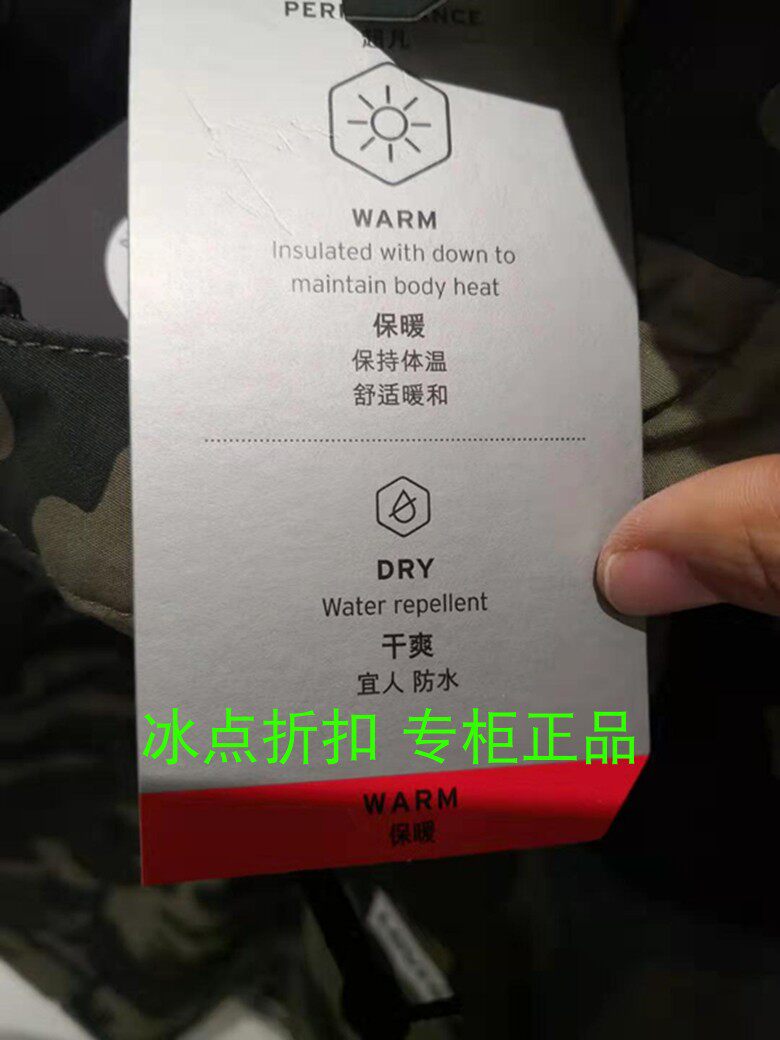 WARM
Insulated with down to
maintain body heat
保暖
保持体温
舒适暖和
DRY
Water repellent
干爽
宜人 防水
冰点折扣 专柜正品
WARM
保暖